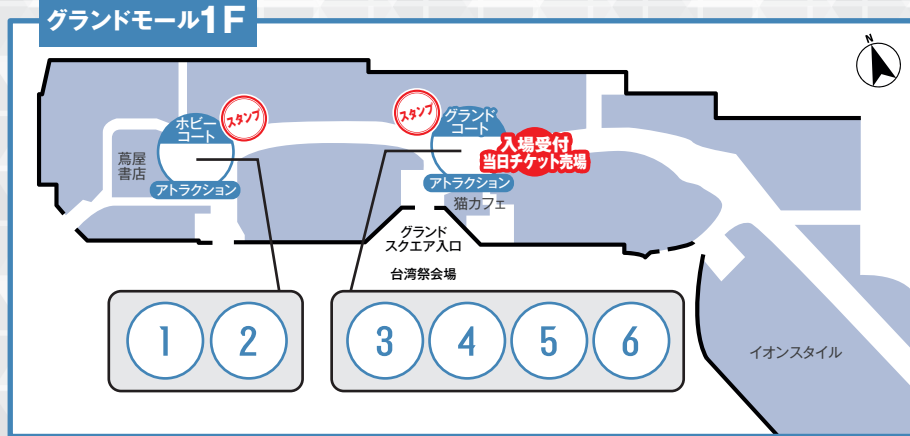 グランドモール1F
N
スタンプ
スタンプ
ホビー
コート
グランド
コート
入場受付
当日チケット売場
蔦屋
書店
アトラクション
アトラクション
猫カフェ
グランド
スクエア入口
台湾祭会場
1
2
3
4
5
6
イオンスタイル